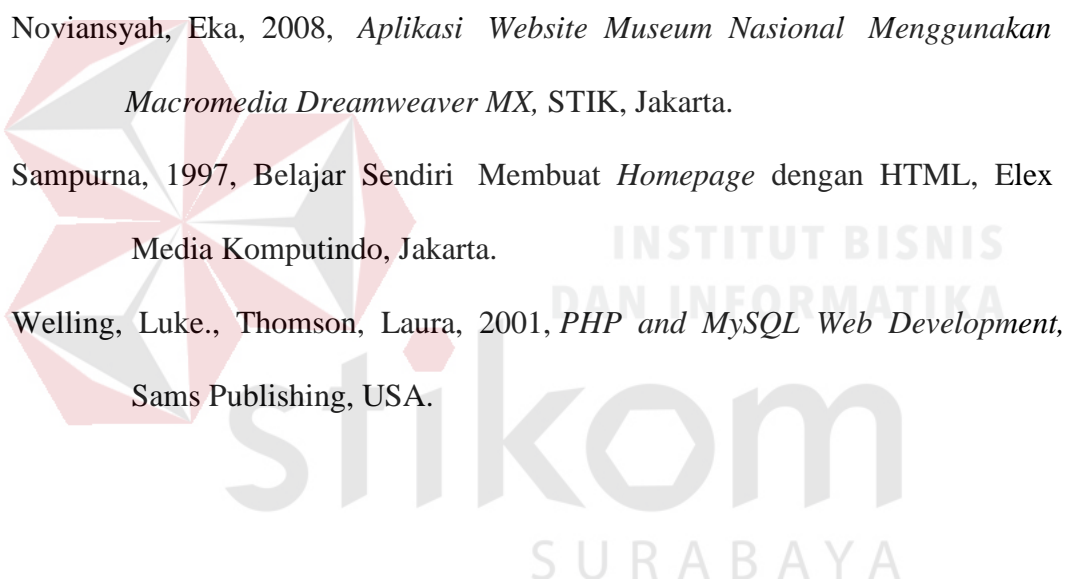 Noviansyah, Eka, 2008, Aplikasi Website Museum Nasional Menggunakan
Macromedia Dreamweaver MX, STIK, Jakarta.
Sampurna, 1997, Belajar Sendiri Membuat Homepage dengan HTML, Elex
Media Komputindo, Jakarta.
INSTITUT BISNIS
DAN INFORMATIKA
Welling, Luke., Thomson, Laura, 2001, PHP and MySQL Web Development,
Sams Publishing, USA.
stikom
SURABAYA